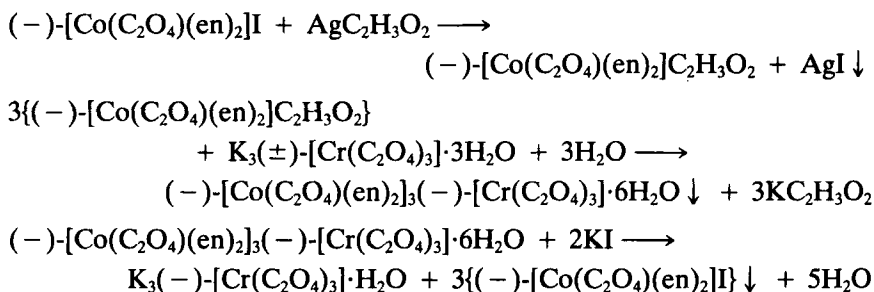 (−)-[Co(C₂O₄)(en)₂]I + AgC₂H₃O₂ ⟶
(−)-[Co(C₂O₄)(en)₂]C₂H₃O₂ + AgI↓
3{(−)-[Co(C₂O₄)(en)₂]C₂H₃O₂}
+ K₃(±)-[Cr(C₂O₄)₃]·3H₂O + 3H₂O ⟶
(−)-[Co(C₂O₄)(en)₂]₃(−)-[Cr(C₂O₄)₃]·6H₂O↓ + 3KC₂H₃O₂
(−)-[Co(C₂O₄)(en)₂]₃(−)-[Cr(C₂O₄)₃]·6H₂O + 2KI ⟶
K₃(−)-[Cr(C₂O₄)₃]·H₂O + 3{(−)-[Co(C₂O₄)(en)₂]I}↓ + 5H₂O